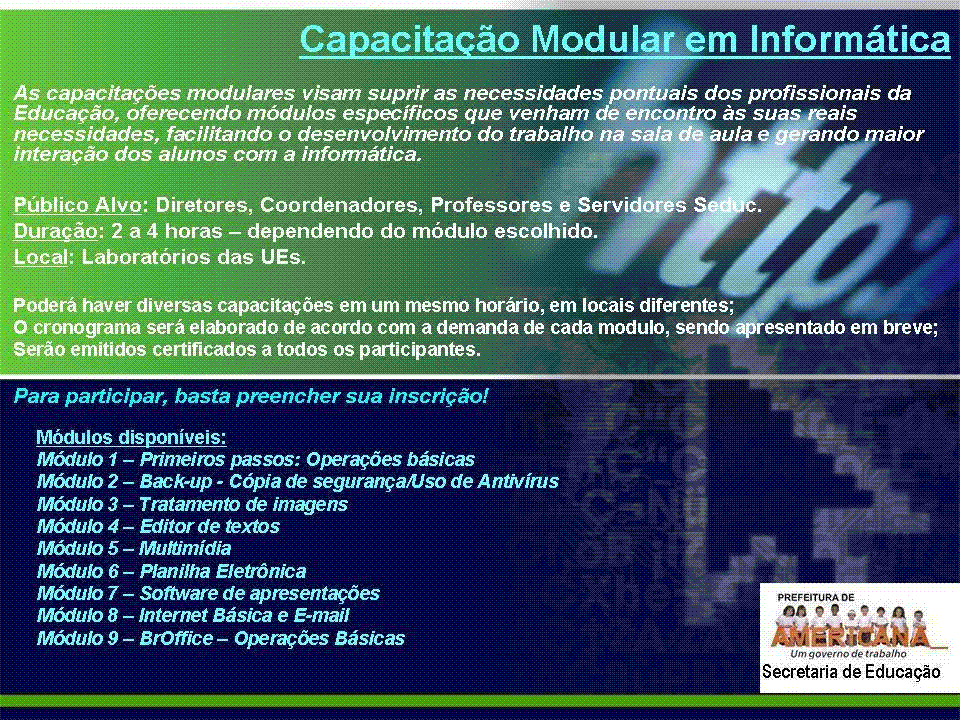 Capacitação Modular em Informática
As capacitações modulares visam suprir as necessidades pontuais dos profissionais da
Educação, oferecendo módulos específicos que venham de encontro às suas reais
necessidades, facilitando o desenvolvimento do trabalho na sala de aula e gerando maior
interação dos alunos com a informática.
Público Alvo: Diretores, Coordenadores, Professores e Servidores Seduc.
Duração: 2 a 4 horas – dependendo do módulo escolhido.
Local: Laboratórios das UEs.
http:
Poderá haver diversas capacitações em um mesmo horário, em locais diferentes;
O cronograma será elaborado de acordo com a demanda de cada modulo, sendo apresentado em breve;
Serão emitidos certificados a todos os participantes.
Para participar, basta preencher sua inscrição!
Módulos disponíveis:
Módulo 1 – Primeiros passos: Operações básicas
Módulo 2 – Back-up - Cópia de segurança/Uso de Antivírus
Módulo 3 – Tratamento de imagens
Módulo 4 – Editor de textos
Módulo 5 – Multimídia
Módulo 6 – Planilha Eletrônica
Módulo 7 – Software de apresentações
Módulo 8 – Internet Básica e E-mail
Módulo 9 – BrOffice – Operações Básicas
PREFEITURA DE
AMERICANA
Um governo de trabalho
Secretaria de Educação